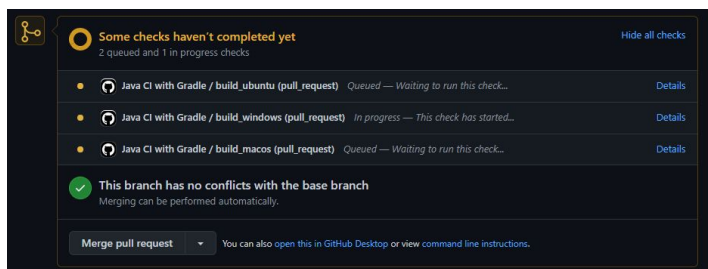 Some checks haven't completed yet
Hide all checks
2 queued and 1 in progress checks
Java CI with Gradle / build_ubuntu (pull_request) Queued — Waiting to run this check... Details
Java CI with Gradle / build_windows (pull_request) In progress — This check has started... Details
Java CI with Gradle / build_macos (pull_request) Queued — Waiting to run this check... Details
This branch has no conflicts with the base branch
Merging can be performed automatically.
Merge pull request You can also open this in GitHub Desktop or view command line instructions.